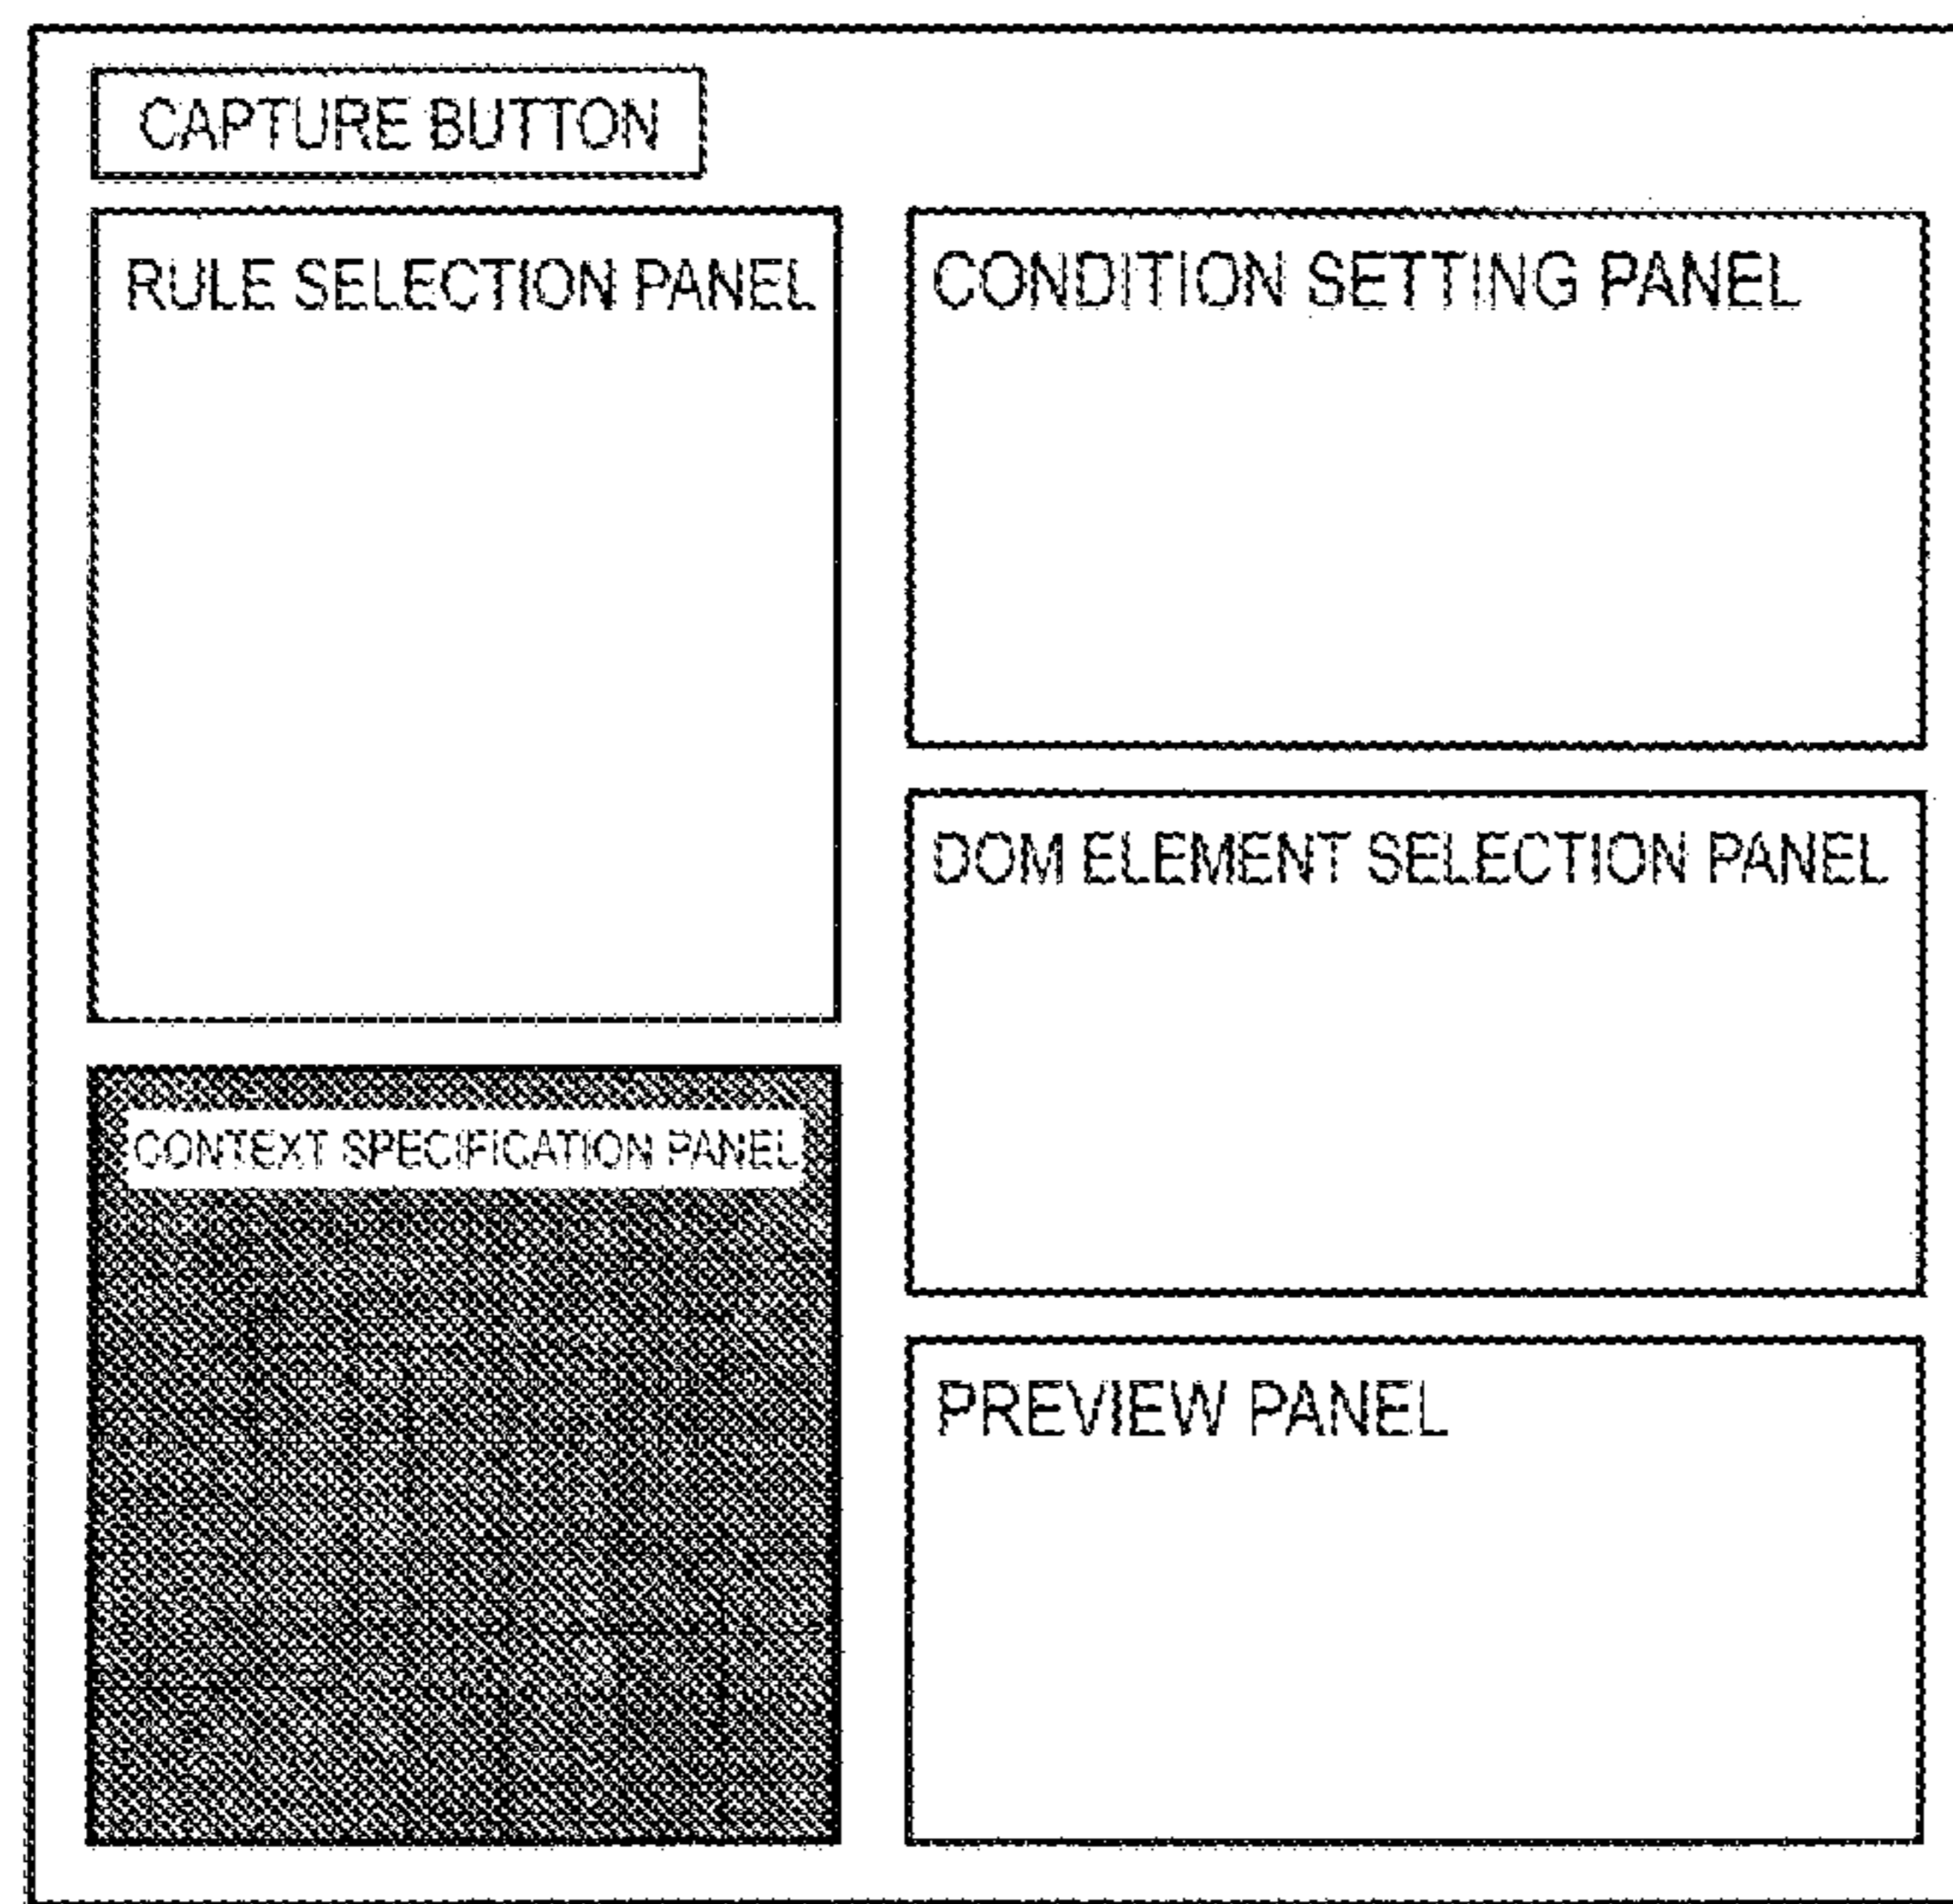 CAPTURE BUTTON
RULE SELECTION PANEL
CONDITION SETTING PANEL
DOM ELEMENT SELECTION PANEL
CONTEXT SPECIFICATION PANEL
PREVIEW PANEL